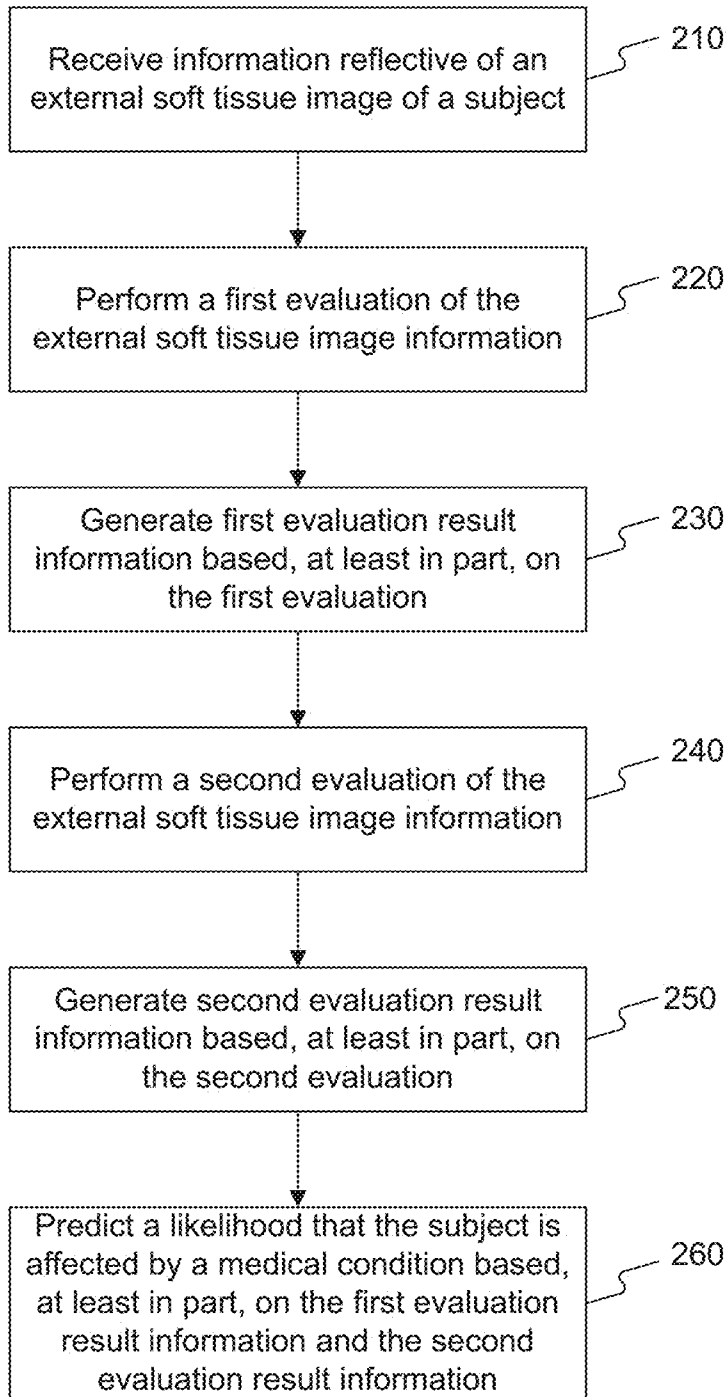 Receive information reflective of an
external soft tissue image of a subject
210
Perform a first evaluation of the
external soft tissue image information
220
Generate first evaluation result
information based, at least in part, on
the first evaluation
230
Perform a second evaluation of the
external soft tissue image information
240
Generate second evaluation result
information based, at least in part, on
the second evaluation
250
Predict a likelihood that the subject is
affected by a medical condition based,
at least in part, on the first evaluation
result information and the second
evaluation result information
260